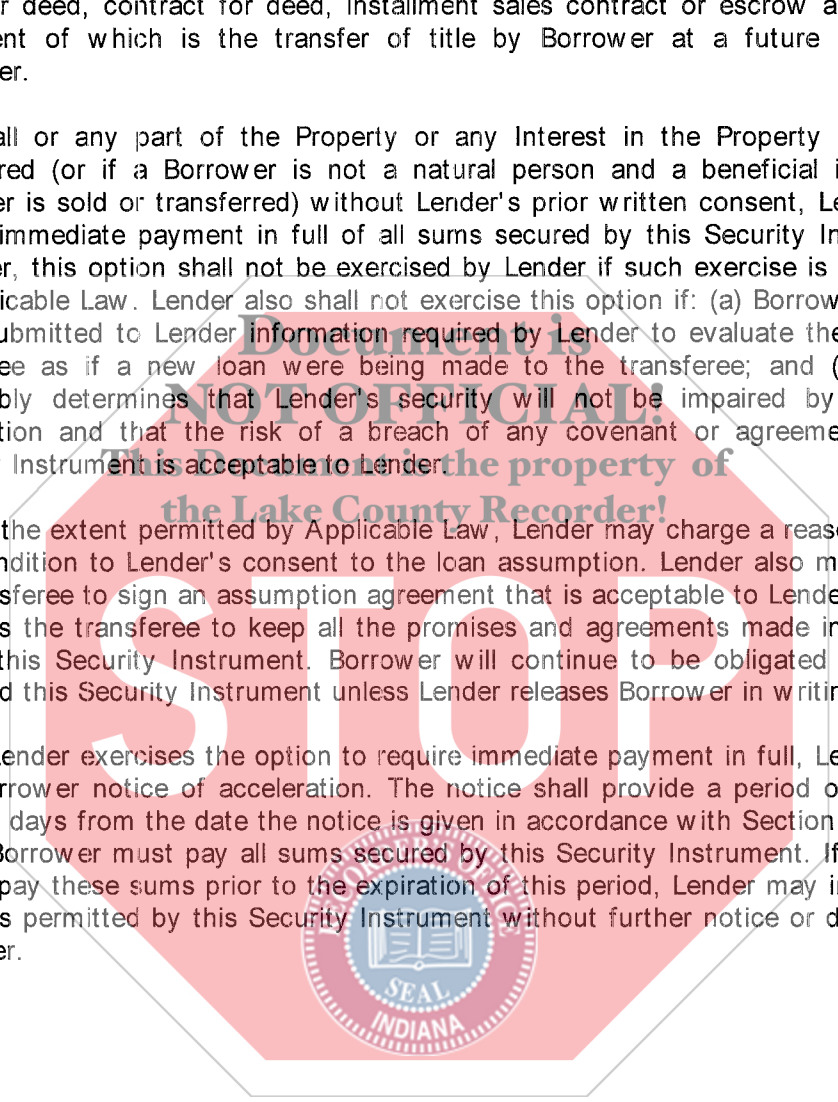 r deed, contract for deed, installment sales contract or escrow a
ent of which is the transfer of title by Borrower at a future
er.
all or any part of the Property or any Interest in the Property
red (or if a Borrower is not a natural person and a beneficial i
er is sold or transferred) without Lender's prior written consent, Le
immediate payment in full of all sums secured by this Security In
er, this option shall not be exercised by Lender if such exercise is
icable Law. Lender also shall not exercise this option if: (a) Borrow
ubmitted to Lender information required by Lender to evaluate the
ee as if a new loan were being made to the transferee; and (
bly determines that Lender's security will not be impaired by
tion and that the risk of a breach of any covenant or agreeme
Instrument is acceptable to Lender.
the extent permitted by Applicable Law, Lender may charge a reas
ndition to Lender's consent to the loan assumption. Lender also m
sferee to sign an assumption agreement that is acceptable to Lende
s the transferee to keep all the promises and agreements made in
this Security Instrument. Borrower will continue to be obligated
d this Security Instrument unless Lender releases Borrower in writin
ender exercises the option to require immediate payment in full, Le
rrower notice of acceleration. The notice shall provide a period o
days from the date the notice is given in accordance with Section
Borrower must pay all sums secured by this Security Instrument. If
pay these sums prior to the expiration of this period, Lender may in
s permitted by this Security Instrument without further notice or d
er.
Document is
NOT OFFICIAL!
This Document is the property of
the Lake County Recorder!
STOP
RECORDER'S OFFICE
SEAL
INDIANA